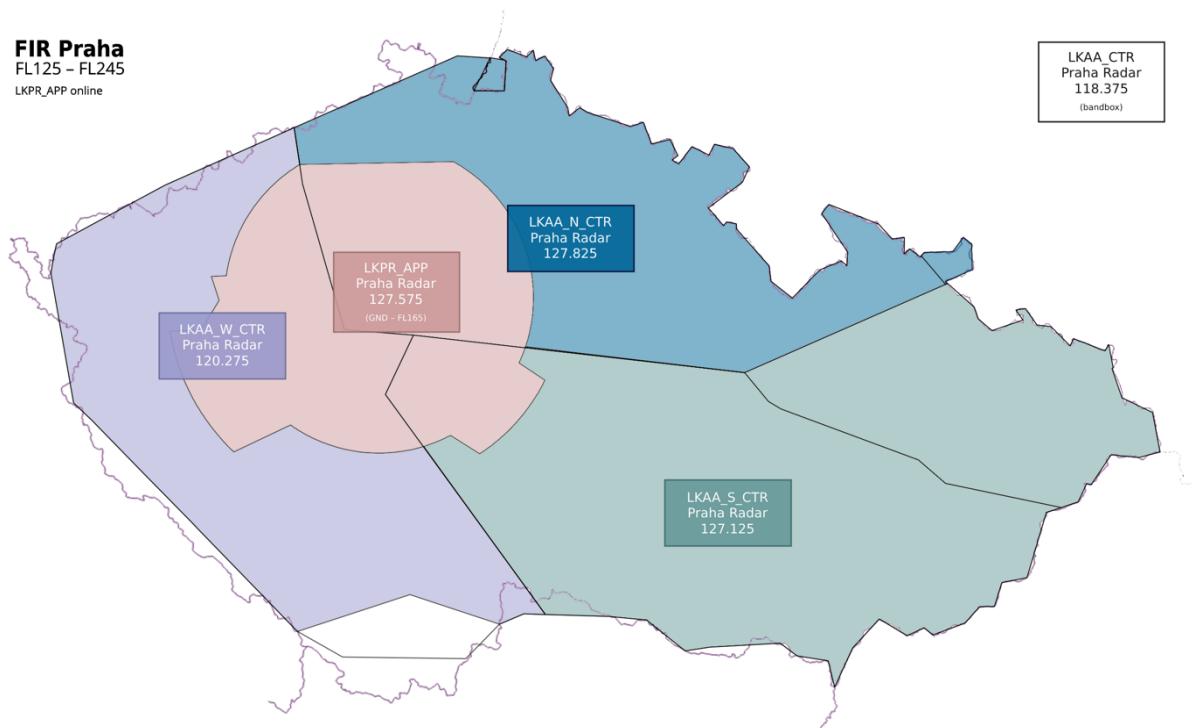 FIR Praha
FL125 – FL245
LKPR_APP online
LKAA_CTR
Praha Radar
118.375
(bandbox)
LKAA_N_CTR
Praha Radar
127.825
LKPR_APP
Praha Radar
127.575
(GND – FL165)
LKAA_W_CTR
Praha Radar
120.275
LKAA_S_CTR
Praha Radar
127.125